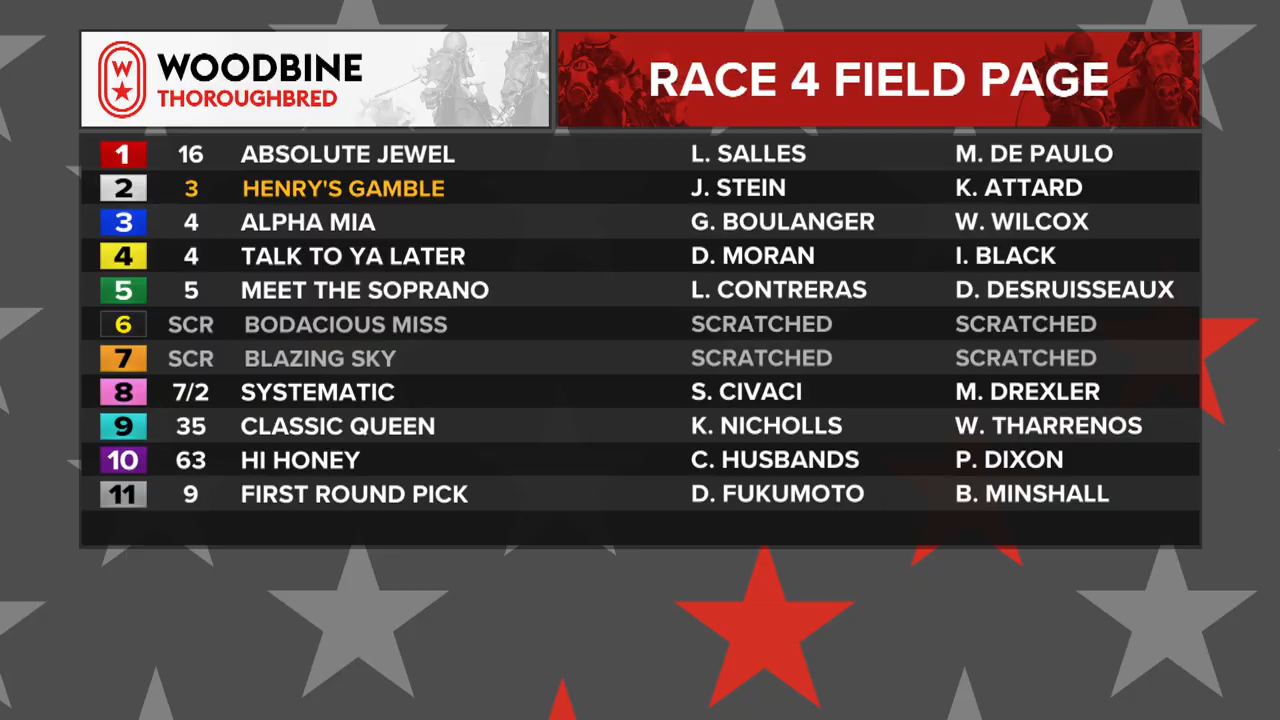 W
WOODBINE
THOROUGHBRED
RACE 4 FIELD PAGE
1 16 ABSOLUTE JEWEL L. SALLES M. DE PAULO
2 3 HENRY'S GAMBLE J. STEIN K. ATTARD
3 4 ALPHA MIA G. BOULANGER W. WILCOX
4 4 TALK TO YA LATER D. MORAN I. BLACK
5 5 MEET THE SOPRANO L. CONTRERAS D. DESRUISSEAUX
6 SCR BODACIOUS MISS SCRATCHED SCRATCHED
7 SCR BLAZING SKY SCRATCHED SCRATCHED
8 7/2 SYSTEMATIC S. CIVACI M. DREXLER
9 35 CLASSIC QUEEN K. NICHOLLS W. THARRENOS
10 63 HI HONEY C. HUSBANDS P. DIXON
11 9 FIRST ROUND PICK D. FUKUMOTO B. MINSHALL